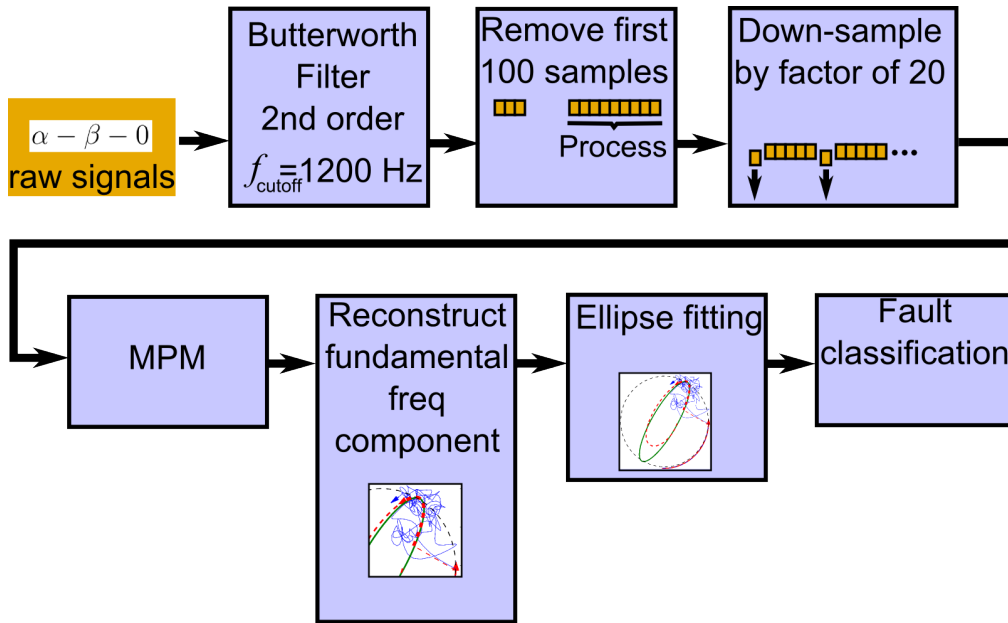 α − β − 0
raw signals
Butterworth
Filter
2nd order
f_cutoff=1200 Hz
Remove first
100 samples
Process
Down-sample
by factor of 20
MPM
Reconstruct
fundamental
freq
component
Ellipse fitting
Fault
classification